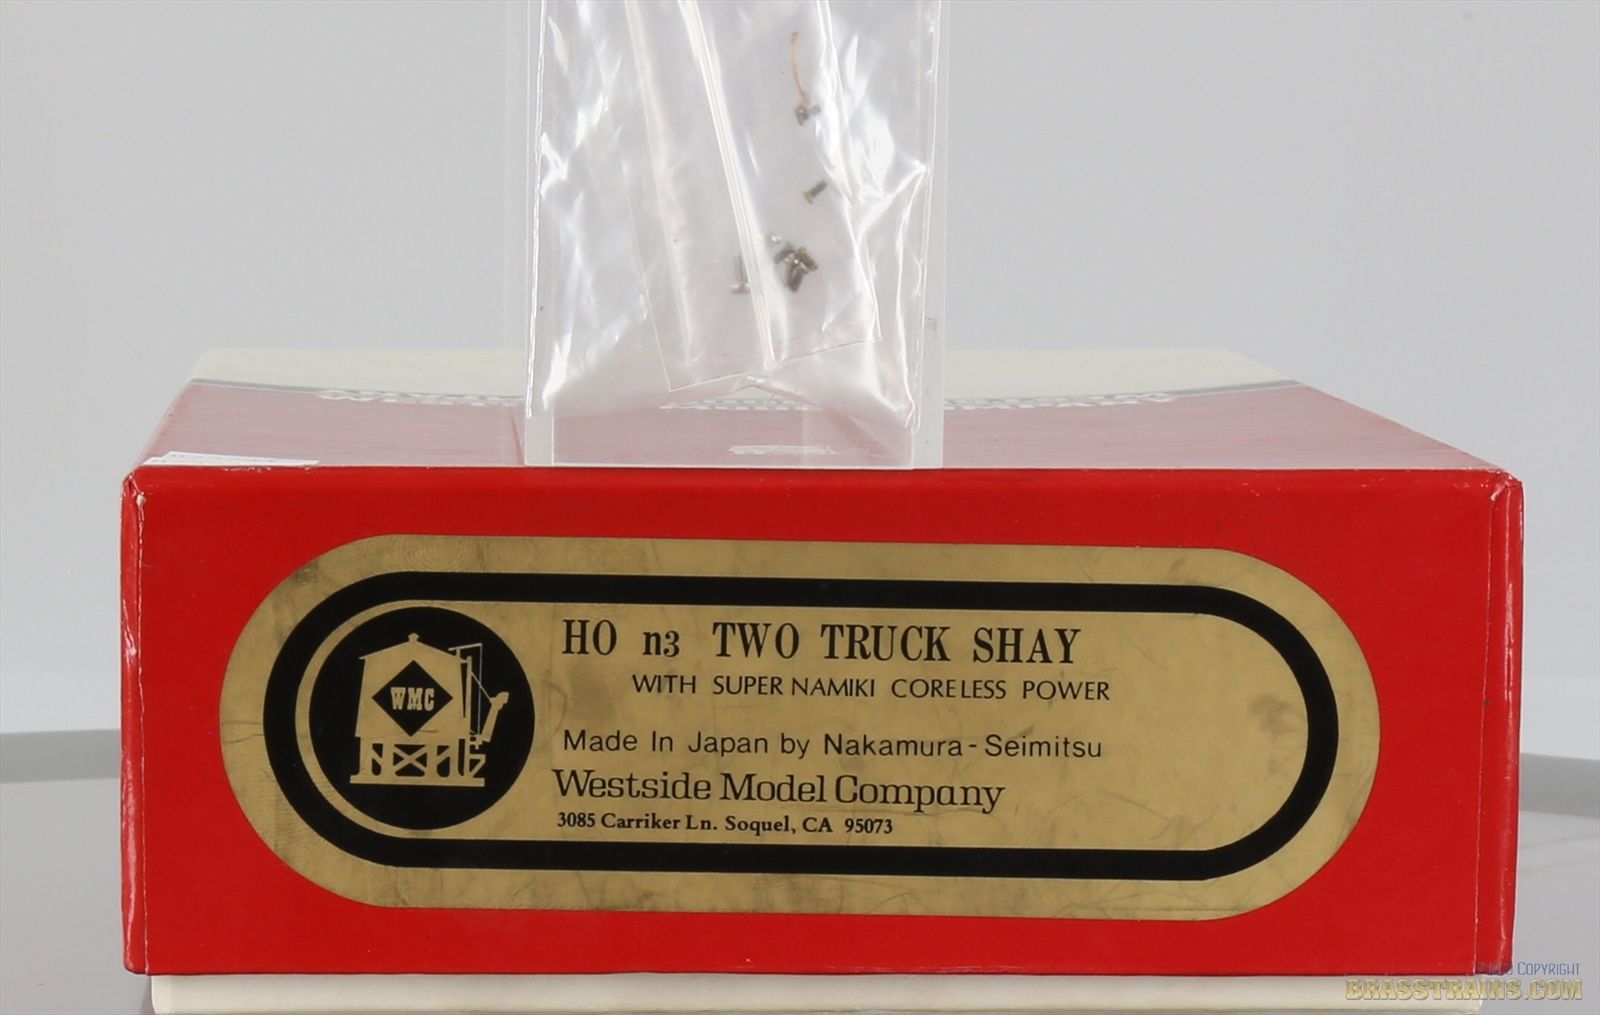 WMC
HO n3 TWO TRUCK SHAY
WITH SUPER NAMIKI CORELESS POWER
Made In Japan by Nakamura-Seimitsu
Westside Model Company
3085 Carriker Ln. Soquel, CA 95073
COPYRIGHT
BRASSTRAINS.COM